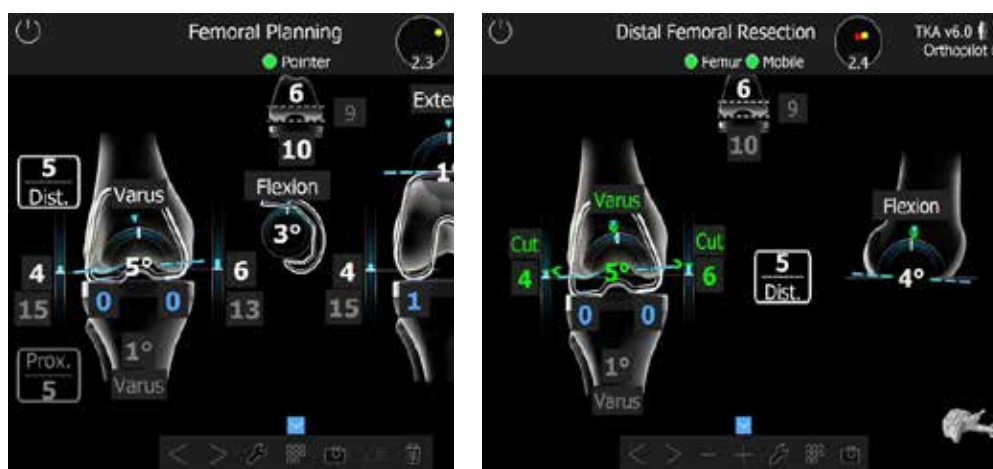 Femoral Planning
Pointer
2.3
6
9
10
Exter
1°
5
Dist.
Varus
Flexion
3°
5°
4
15
6
13
4
15
0
0
1
Prox.
5
1°
Varus
Distal Femoral Resection
Femur
Mobile
2.4
TKA v6.0
Orthopilot
6
9
10
Varus
Flexion
Cut
4
5°
Cut
6
5
Dist.
4°
0
0
1°
Varus